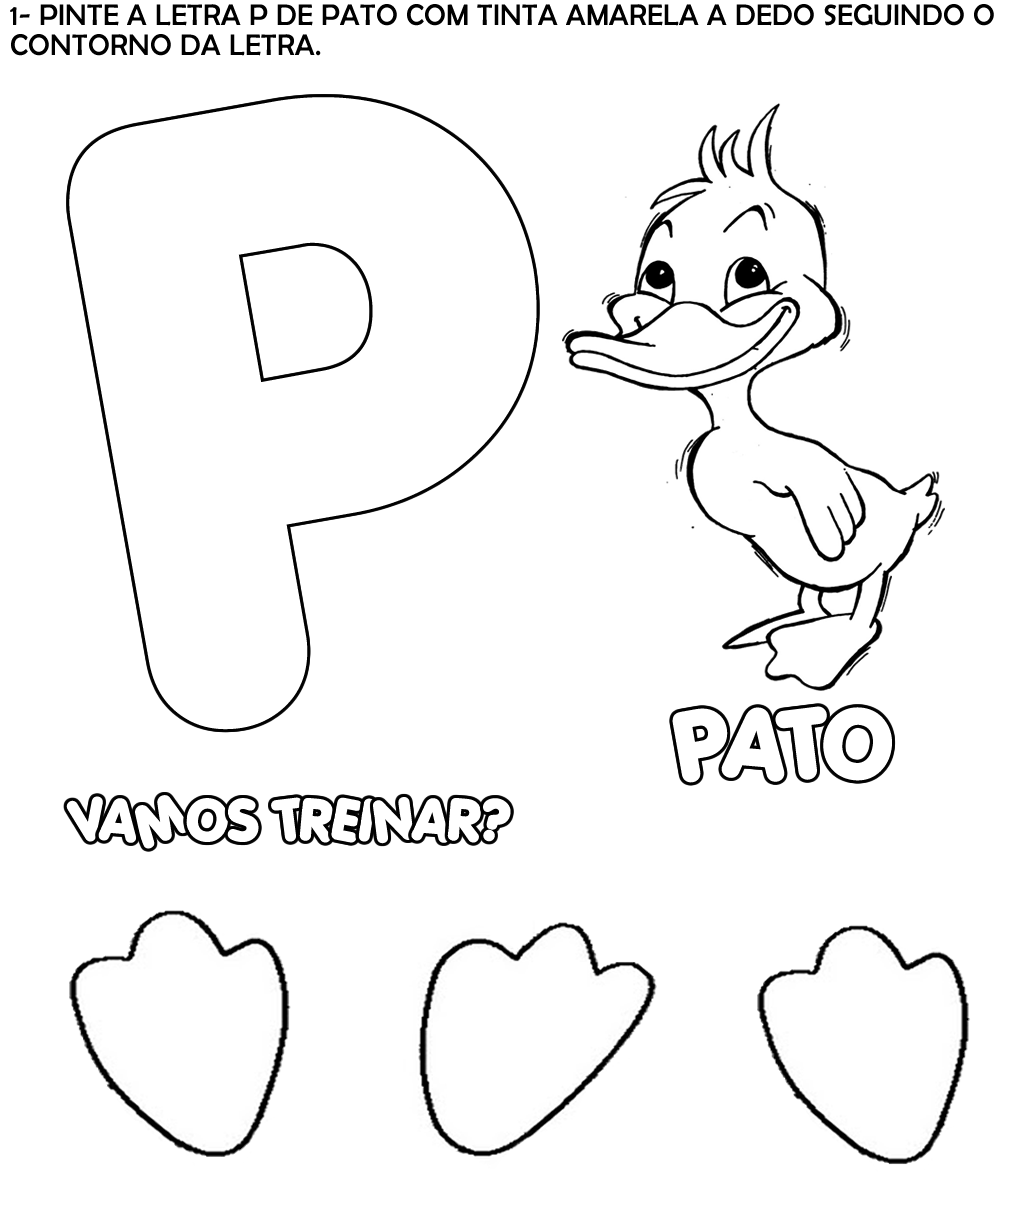 1- PINTE A LETRA P DE PATO COM TINTA AMARELA A DEDO SEGUINDO O
CONTORNO DA LETRA.
P
PATO
VAMOS TREINAR?